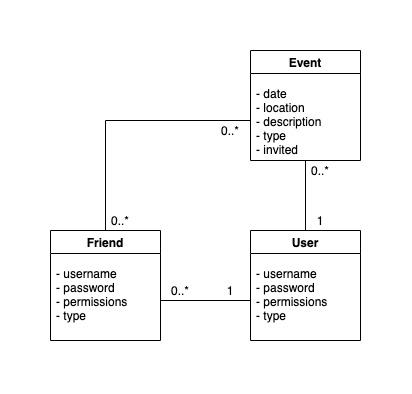 Event
- date
- location
- description
- type
- invited
0..*
0..*
0..*
1
Friend
- username
- password
- permissions
- type
0..*
1
User
- username
- password
- permissions
- type